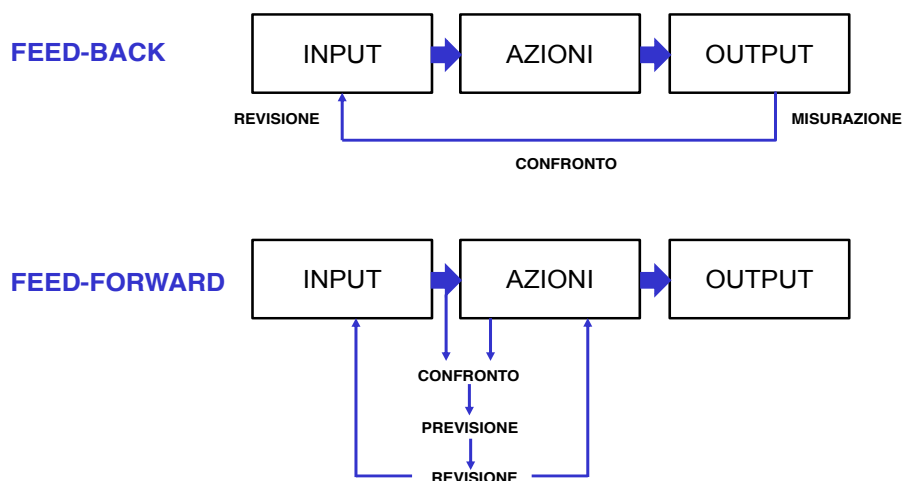 FEED-BACK
INPUT
AZIONI
OUTPUT
REVISIONE
MISURAZIONE
CONFRONTO
FEED-FORWARD
INPUT
AZIONI
OUTPUT
CONFRONTO
PREVISIONE
REVISIONE